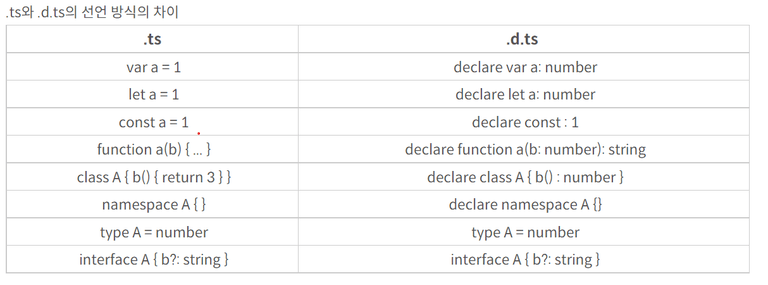 .ts와 .d.ts의 선언 방식의 차이
.ts .d.ts
var a = 1 declare var a: number
let a = 1 declare let a: number
const a = 1 declare const : 1
function a(b) { ... } declare function a(b: number): string
class A { b() { return 3 } } declare class A { b() : number }
namespace A { } declare namespace A {}
type A = number type A = number
interface A { b?: string } interface A { b?: string }